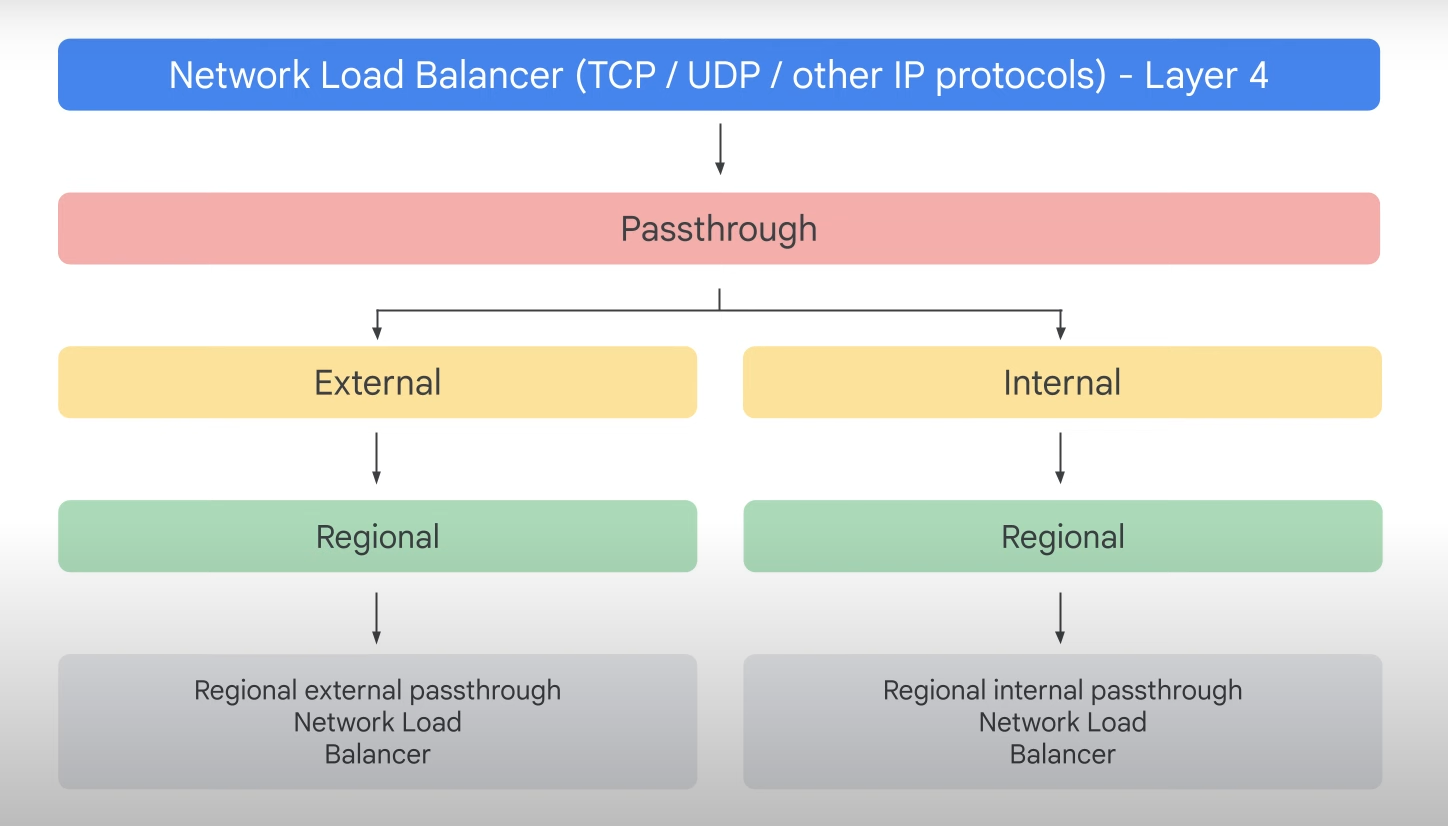 Network Load Balancer (TCP / UDP / other IP protocols) - Layer 4
Passthrough
External
Internal
Regional
Regional
Regional external passthrough
Network Load
Balancer
Regional internal passthrough
Network Load
Balancer